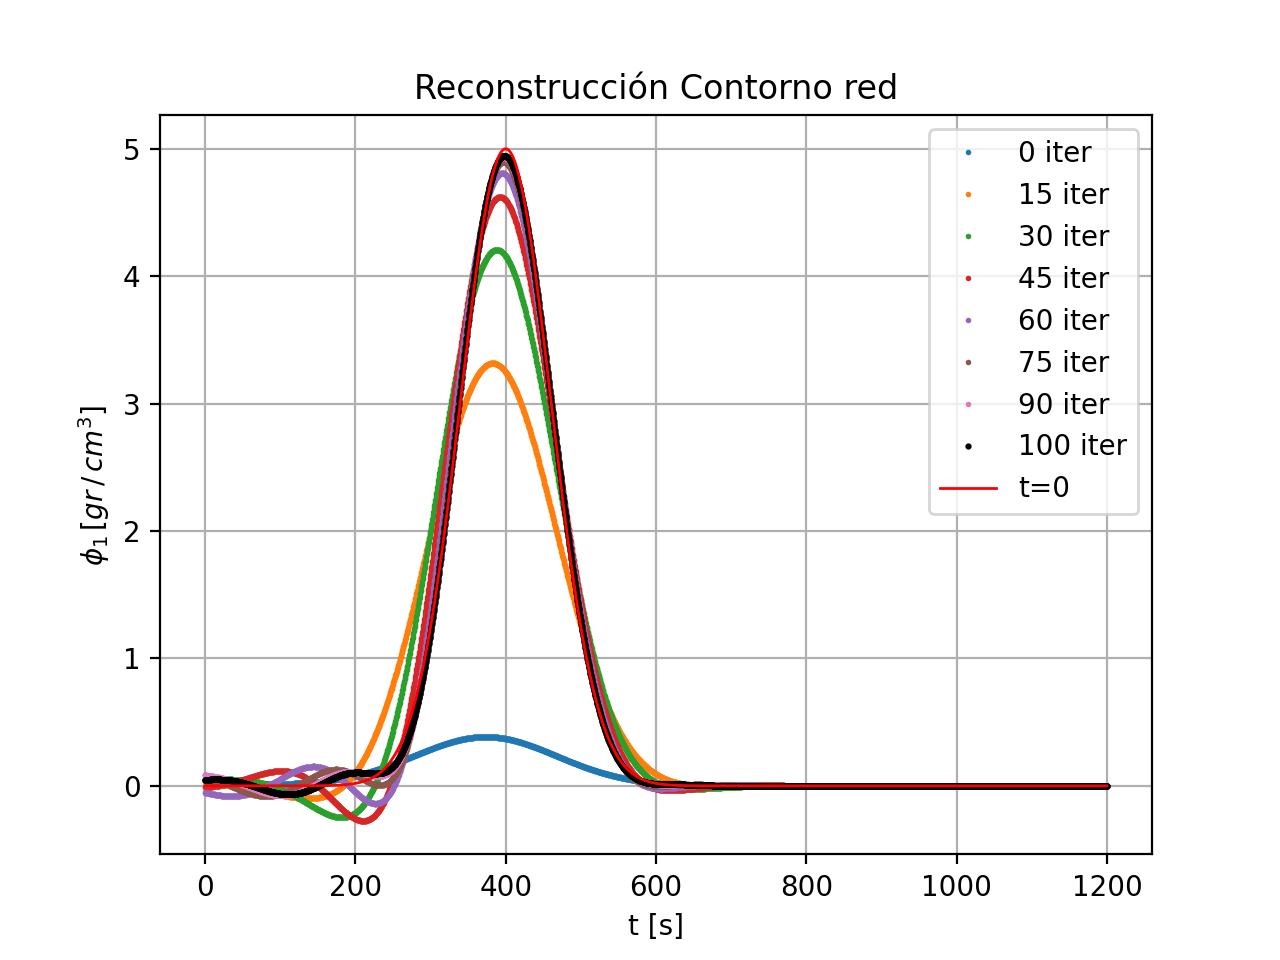 Reconstrucción Contorno red
ϕ₁ [gr/cm³]
5
4
3
2
1
0
0 iter
15 iter
30 iter
45 iter
60 iter
75 iter
90 iter
100 iter
t=0
0 200 400 600 800 1000 1200
t [s]